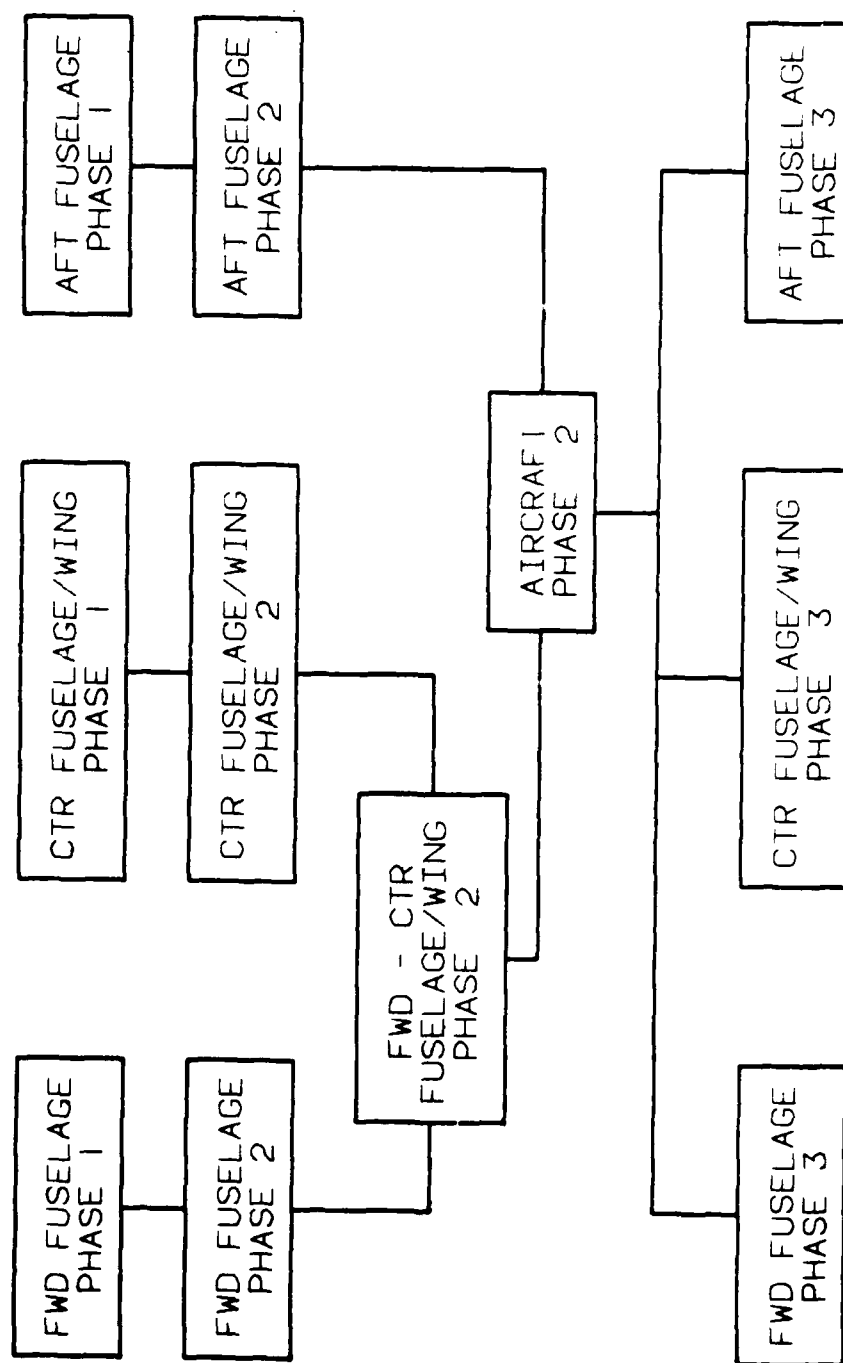 FWD FUSELAGE
PHASE 1
CTR FUSELAGE/WING
PHASE 1
AFT FUSELAGE
PHASE 1
FWD FUSELAGE
PHASE 2
CTR FUSELAGE/WING
PHASE 2
AFT FUSELAGE
PHASE 2
FWD - CTR
FUSELAGE/WING
PHASE 2
AIRCRAFT
PHASE 2
FWD FUSELAGE
PHASE 3
CTR FUSELAGE/WING
PHASE 3
AFT FUSELAGE
PHASE 3